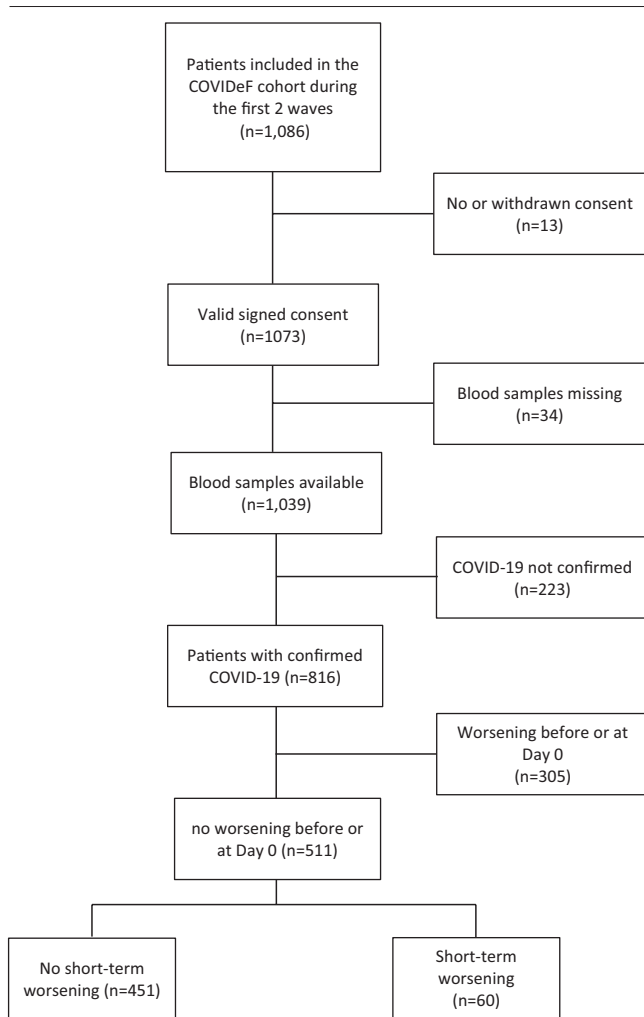 Patients included in the
COVIDeF cohort during
the first 2 waves
(n=1,086)
No or withdrawn consent
(n=13)
Valid signed consent
(n=1073)
Blood samples missing
(n=34)
Blood samples available
(n=1,039)
COVID-19 not confirmed
(n=223)
Patients with confirmed
COVID-19 (n=816)
Worsening before or at
Day 0
(n=305)
no worsening before or
at Day 0 (n=511)
No short-term
worsening (n=451)
Short-term
worsening
(n=60)